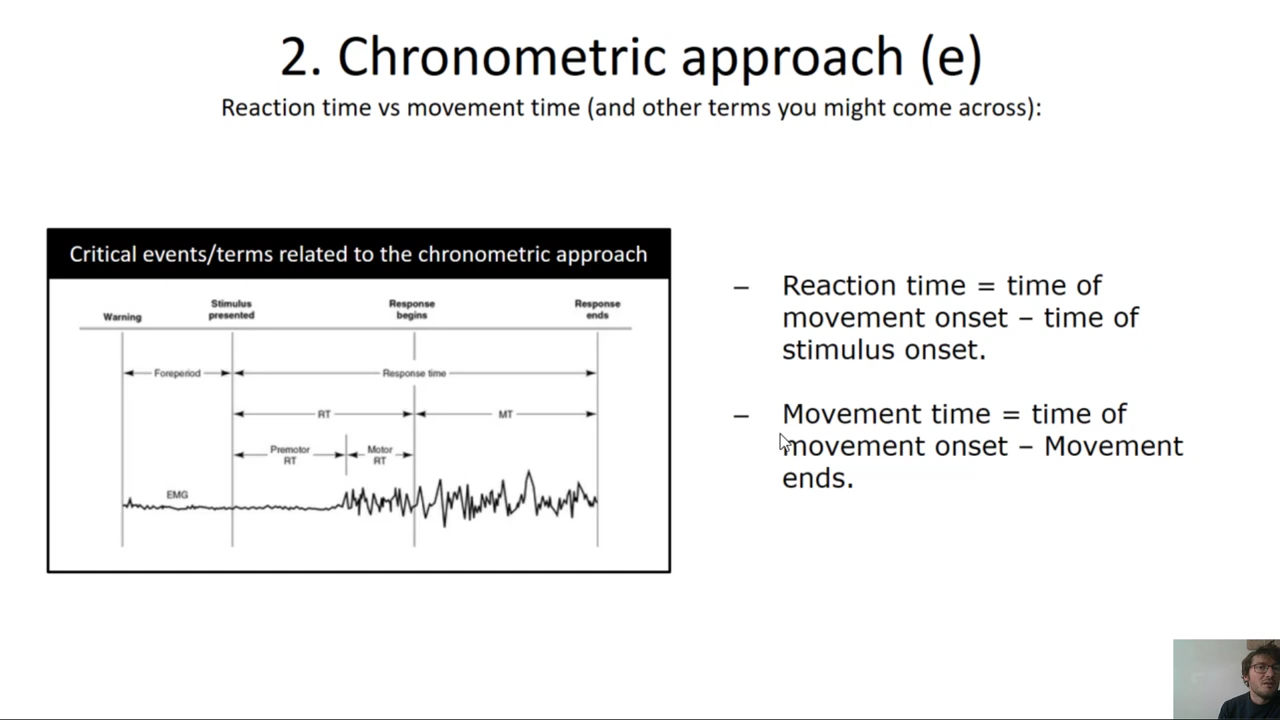 2. Chronometric approach (e)
Reaction time vs movement time (and other terms you might come across):
Critical events/terms related to the chronometric approach
Warning
Stimulus
presented
Response
begins
Response
ends
Foreperiod
Response time
RT
MT
Premotor
RT
Motor
RT
EMG
– Reaction time = time of
movement onset – time of
stimulus onset.
– Movement time = time of
movement onset – Movement
ends.